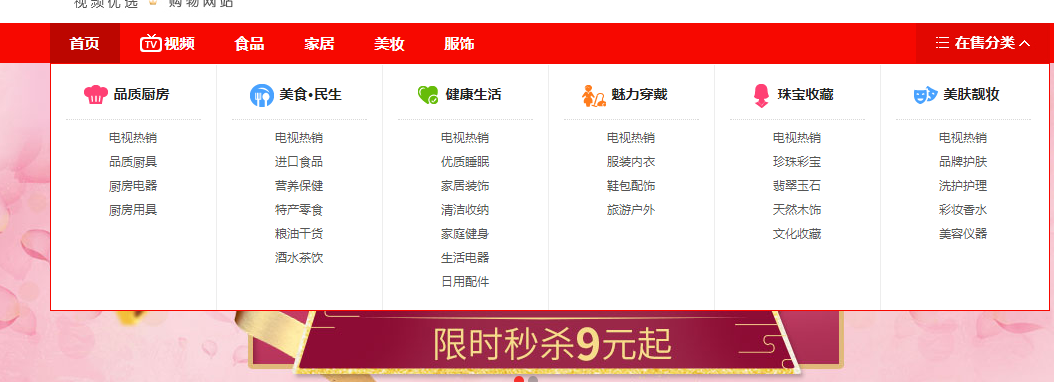 视频优选 购物网站
首页 TV 视频 食品 家居 美妆 服饰 在售分类
品质厨房 美食•民生 健康生活 魅力穿戴 珠宝收藏 美肤靓妆
电视热销 电视热销 电视热销 电视热销 电视热销 电视热销
品质厨具 进口食品 优质睡眠 服装内衣 珍珠彩宝 品牌护肤
厨房电器 营养保健 家居装饰 鞋包配饰 翡翠玉石 洗护护理
厨房用具 特产零食 清洁收纳 旅游户外 天然木饰 彩妆香水
粮油干货 家庭健身 文化收藏 美容仪器
酒水茶饮 生活电器
日用配件
限时秒杀9元起